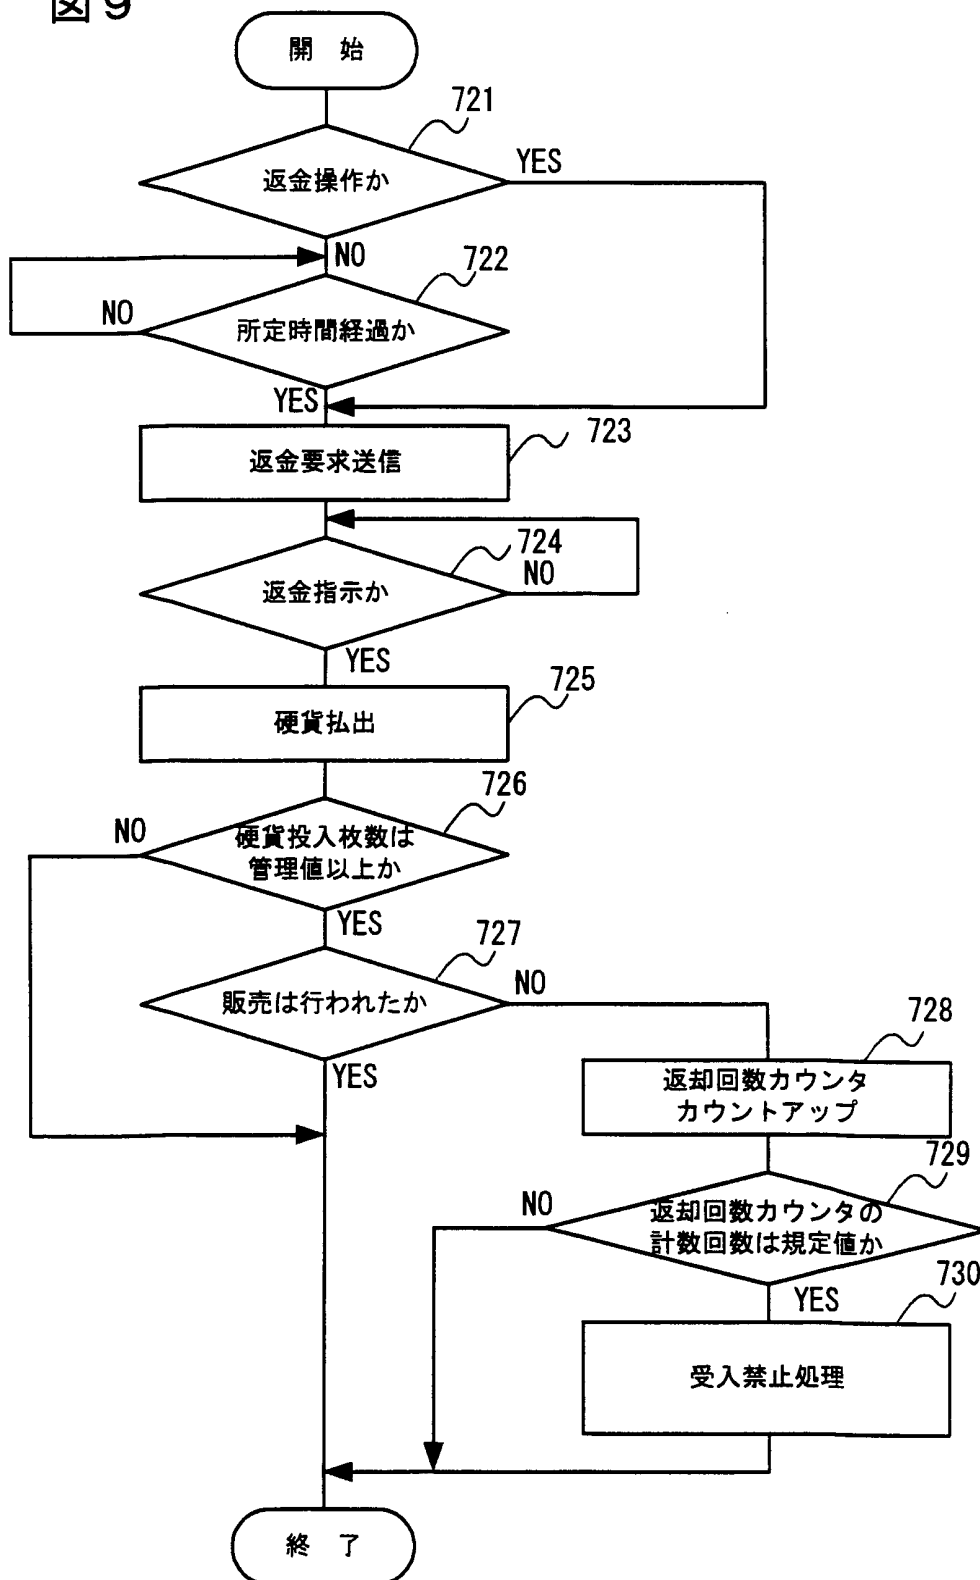 図9
開 始
721
返金操作か
YES
NO
722
NO
所定時間経過か
YES
723
返金要求送信
724
NO
返金指示か
YES
725
硬貨払出
726
NO
硬貨投入枚数は
管理値以上か
YES
727
NO
販売は行われたか
YES
728
返却回数カウンタ
カウントアップ
729
NO
返却回数カウンタの
計数回数は規定値か
YES
730
受入禁止処理
終 了